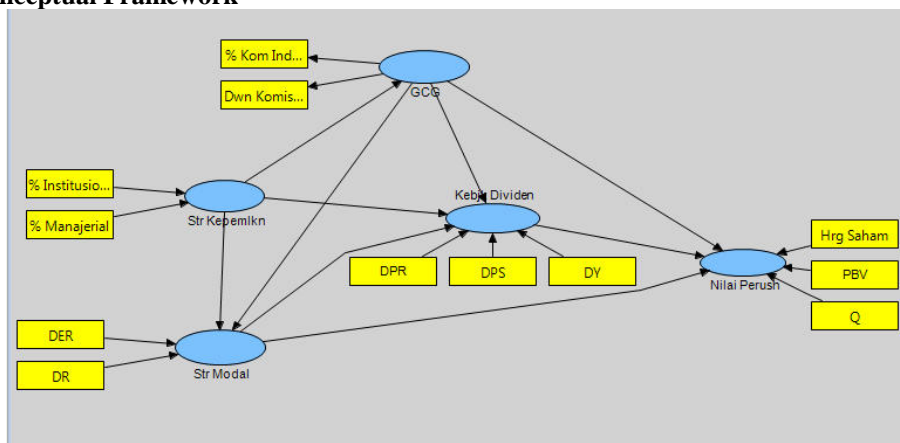 nceptual Framework
% Kom Ind...
Dwn Komis...
GCG
% Institusio...
% Manajerial
Str Kepemlkn
Kebjk Dividen
DPR
DPS
DY
Hrg Saham
PBV
Q
Nilai Perush
DER
DR
Str Modal